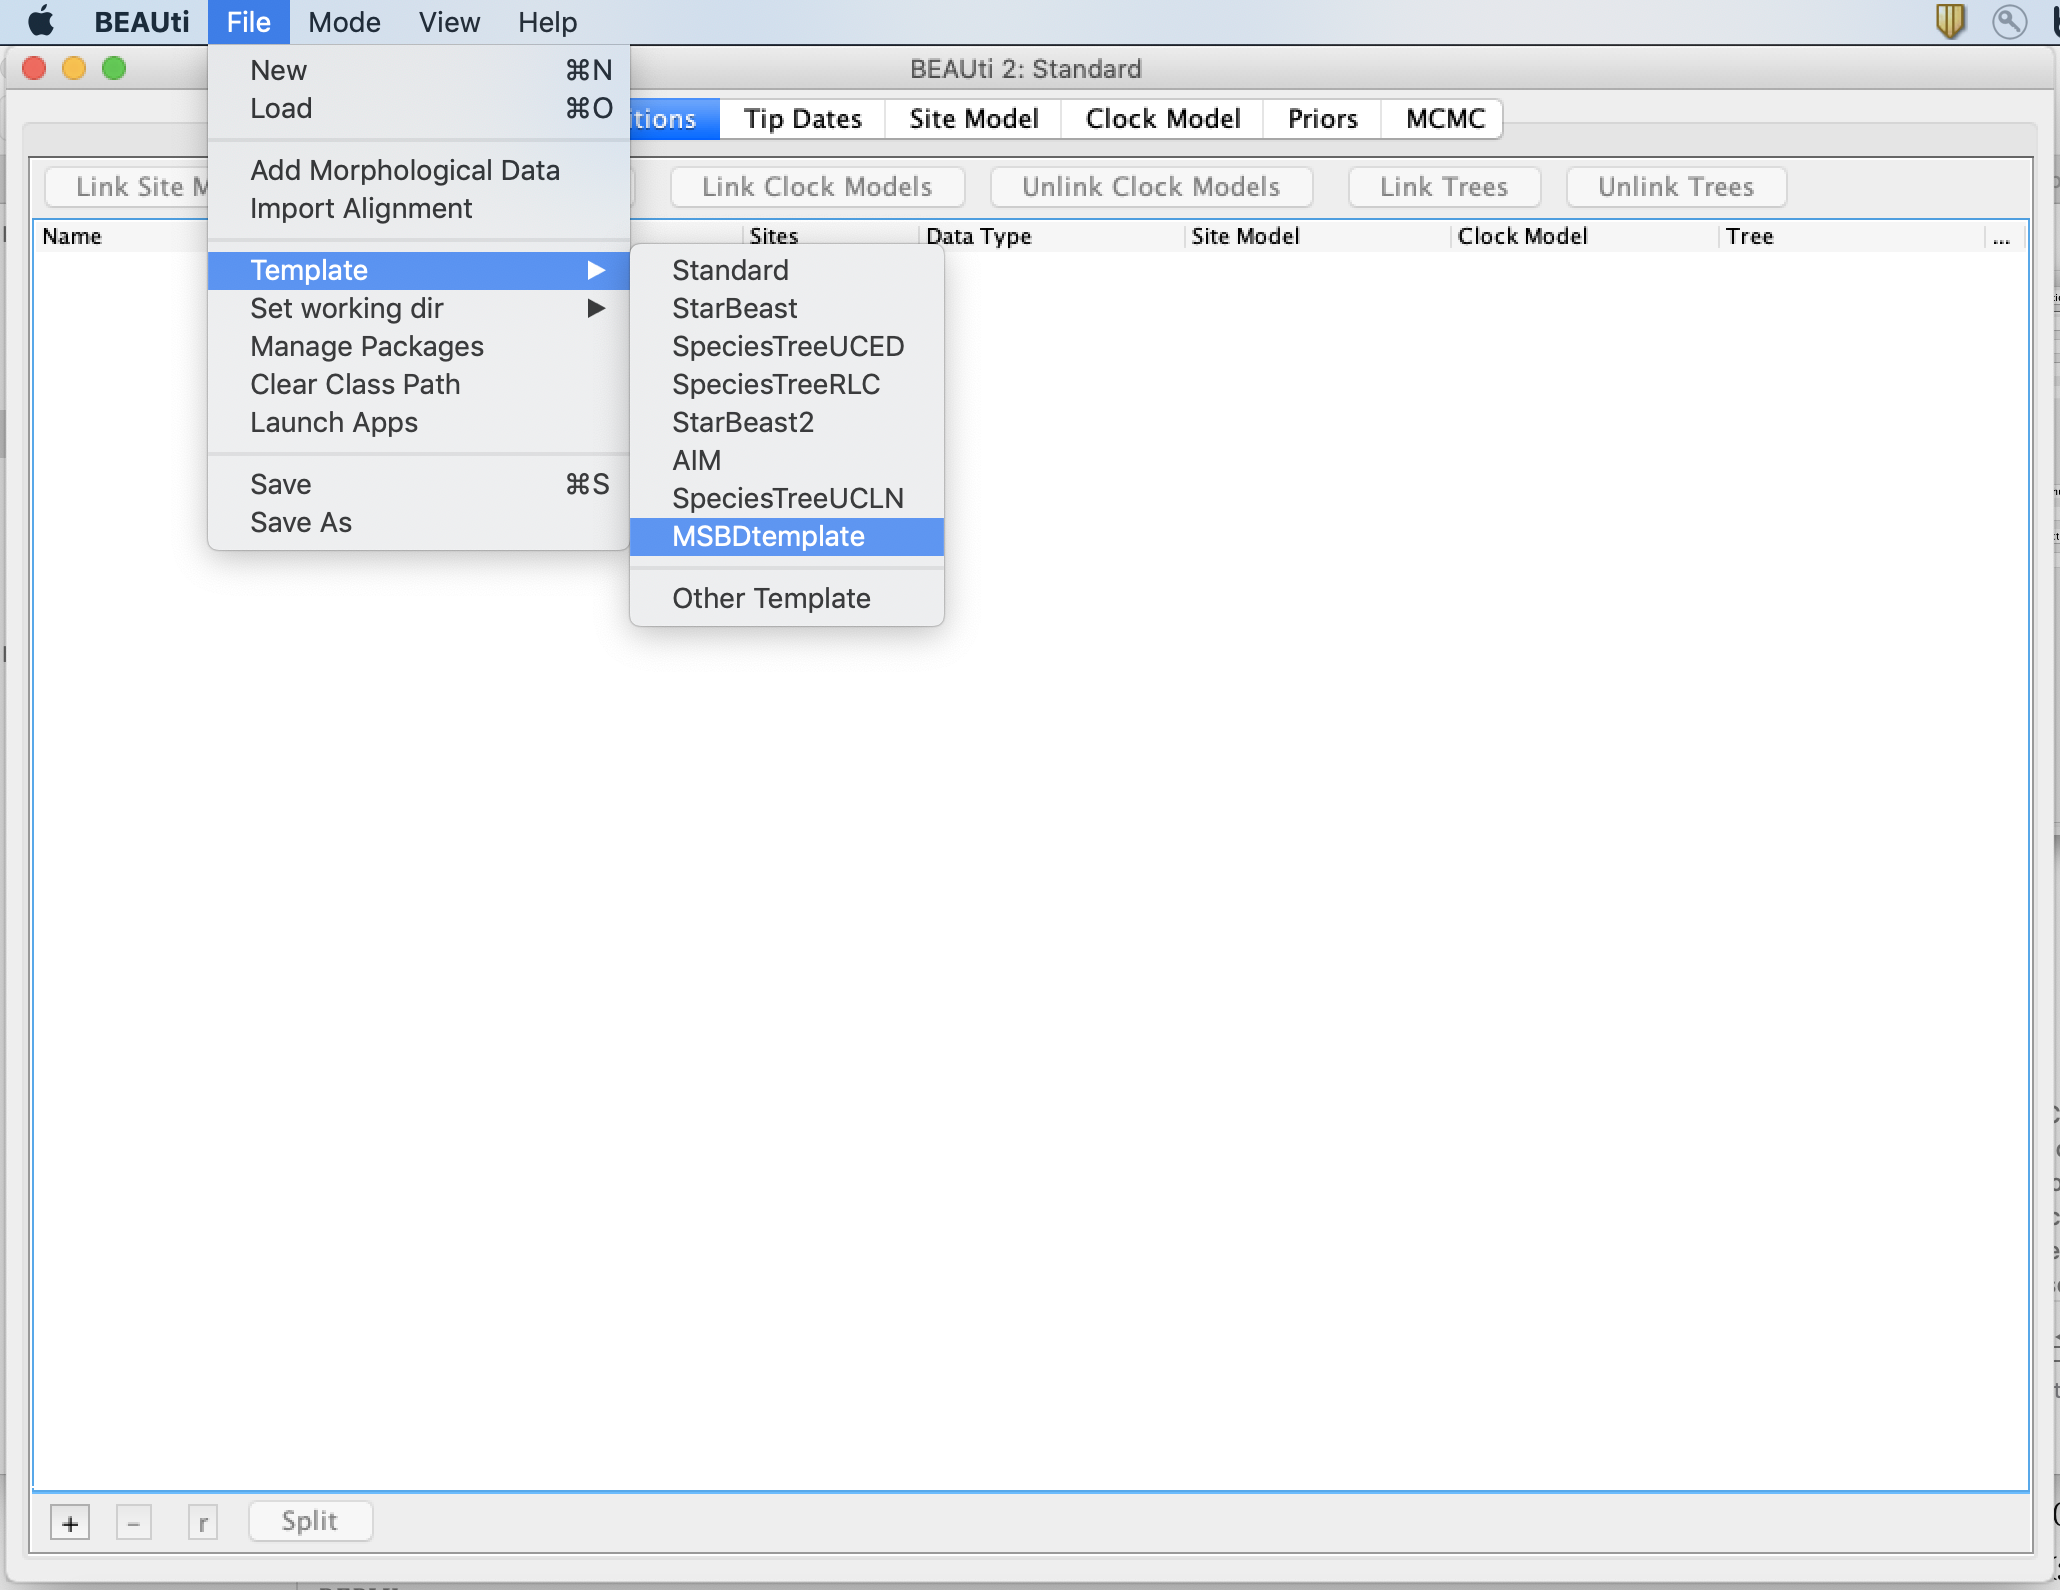 BEAUti File Mode View Help
BEAUti 2: Standard
New ⌘N
Load ⌘O
Add Morphological Data
Import Alignment
Template
Set working dir
Manage Packages
Clear Class Path
Launch Apps
Save ⌘S
Save As
Tip Dates Site Model Clock Model Priors MCMC
Link Site Link Clock Models Unlink Clock Models Link Trees Unlink Trees
Name Sites Data Type Site Model Clock Model Tree ...
Standard
StarBeast
SpeciesTreeUCED
SpeciesTreeRLC
StarBeast2
AIM
SpeciesTreeUCLN
MSBDtemplate
Other Template
+ - r Split